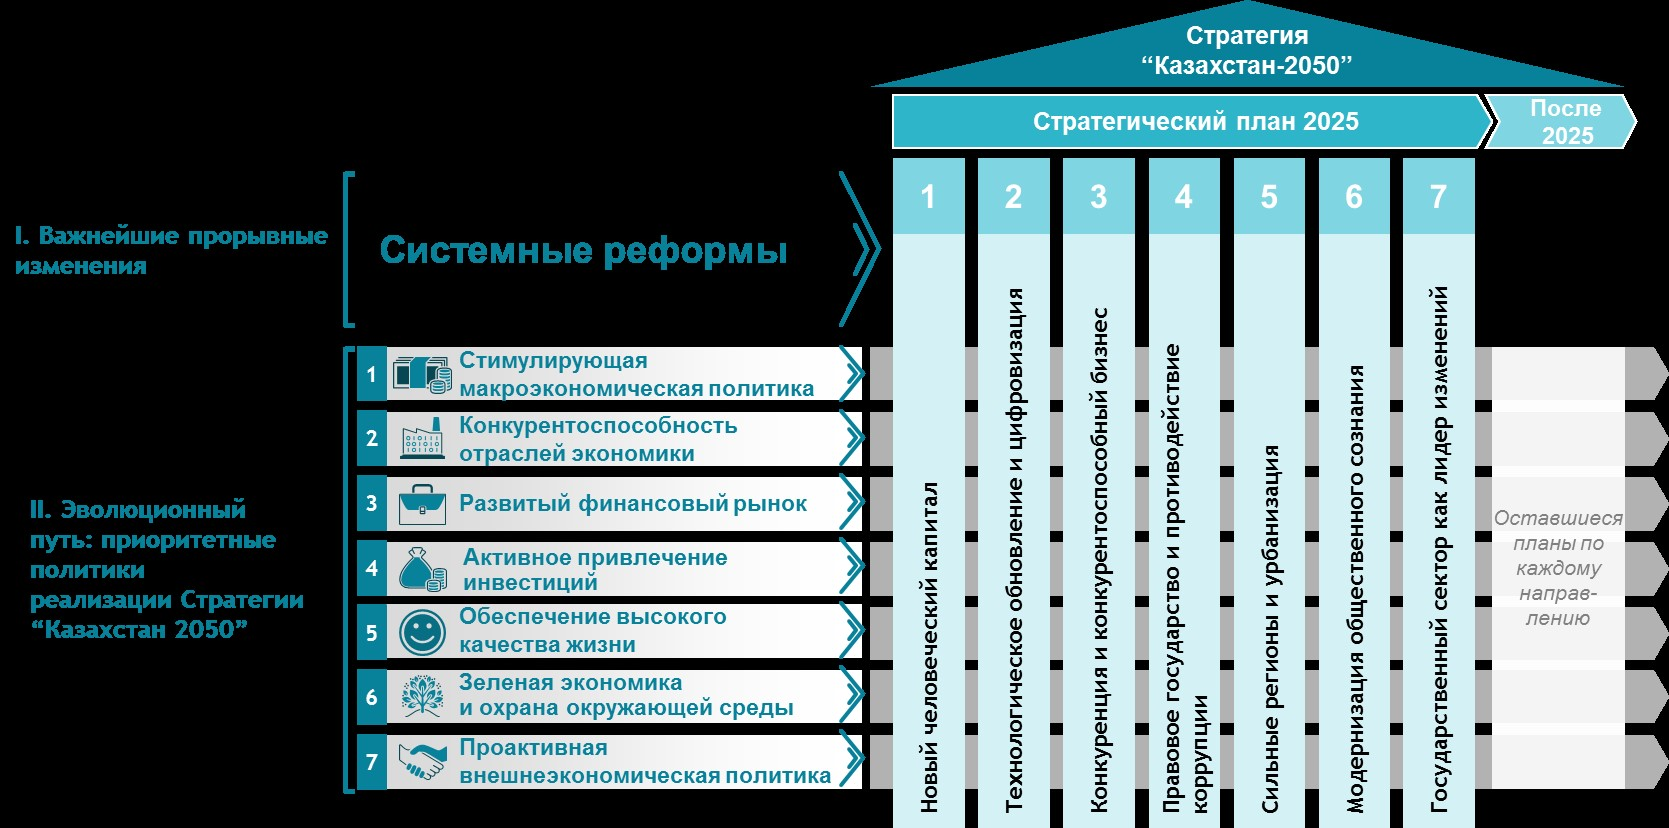 Стратегия
“Казахстан-2050”
Стратегический план 2025
После
2025
I. Важнейшие прорывные
изменения
Системные реформы
1
2
3
4
5
6
7
Новый человеческий капитал
Технологическое обновление и цифровизация
Конкуренция и конкурентоспособный бизнес
Правовое государство и противодействие
коррупции
Сильные регионы и урбанизация
Модернизация общественного сознания
Государственный сектор как лидер изменений
II. Эволюционный
путь: приоритетные
политики
реализации Стратегии
“Казахстан 2050”
1
Стимулирующая
макроэкономическая политика
2
Конкурентоспособность
отраслей экономики
3
Развитый финансовый рынок
4
Активное привлечение
инвестиций
5
Обеспечение высокого
качества жизни
6
Зеленая экономика
и охрана окружающей среды
7
Проактивная
внешнеэкономическая политика
Оставшиеся
планы по
каждому
направ-
лению